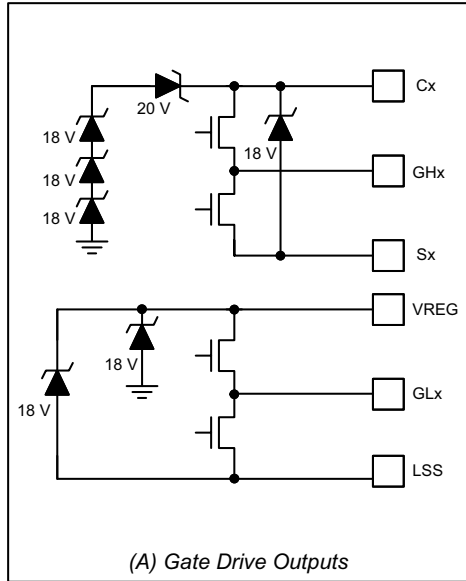 Cx
20 V
18 V
18 V
18 V
18 V
GHx
Sx
VREG
18 V
18 V
GLx
LSS
(A) Gate Drive Outputs